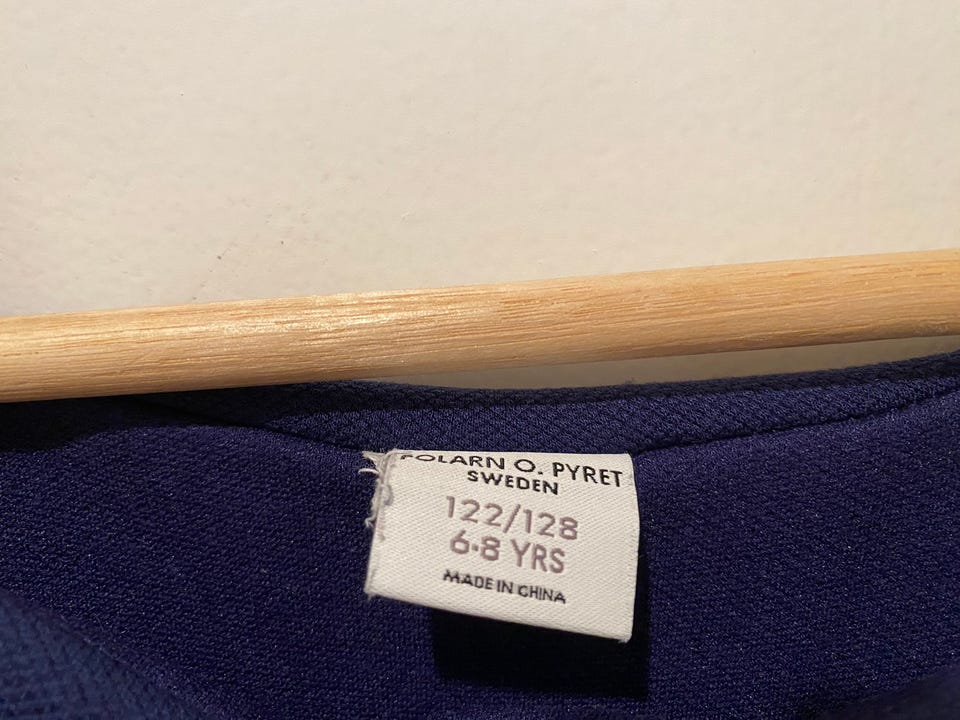 POLARN O. PYRET
SWEDEN
122/128
6-8 YRS
MADE IN CHINA